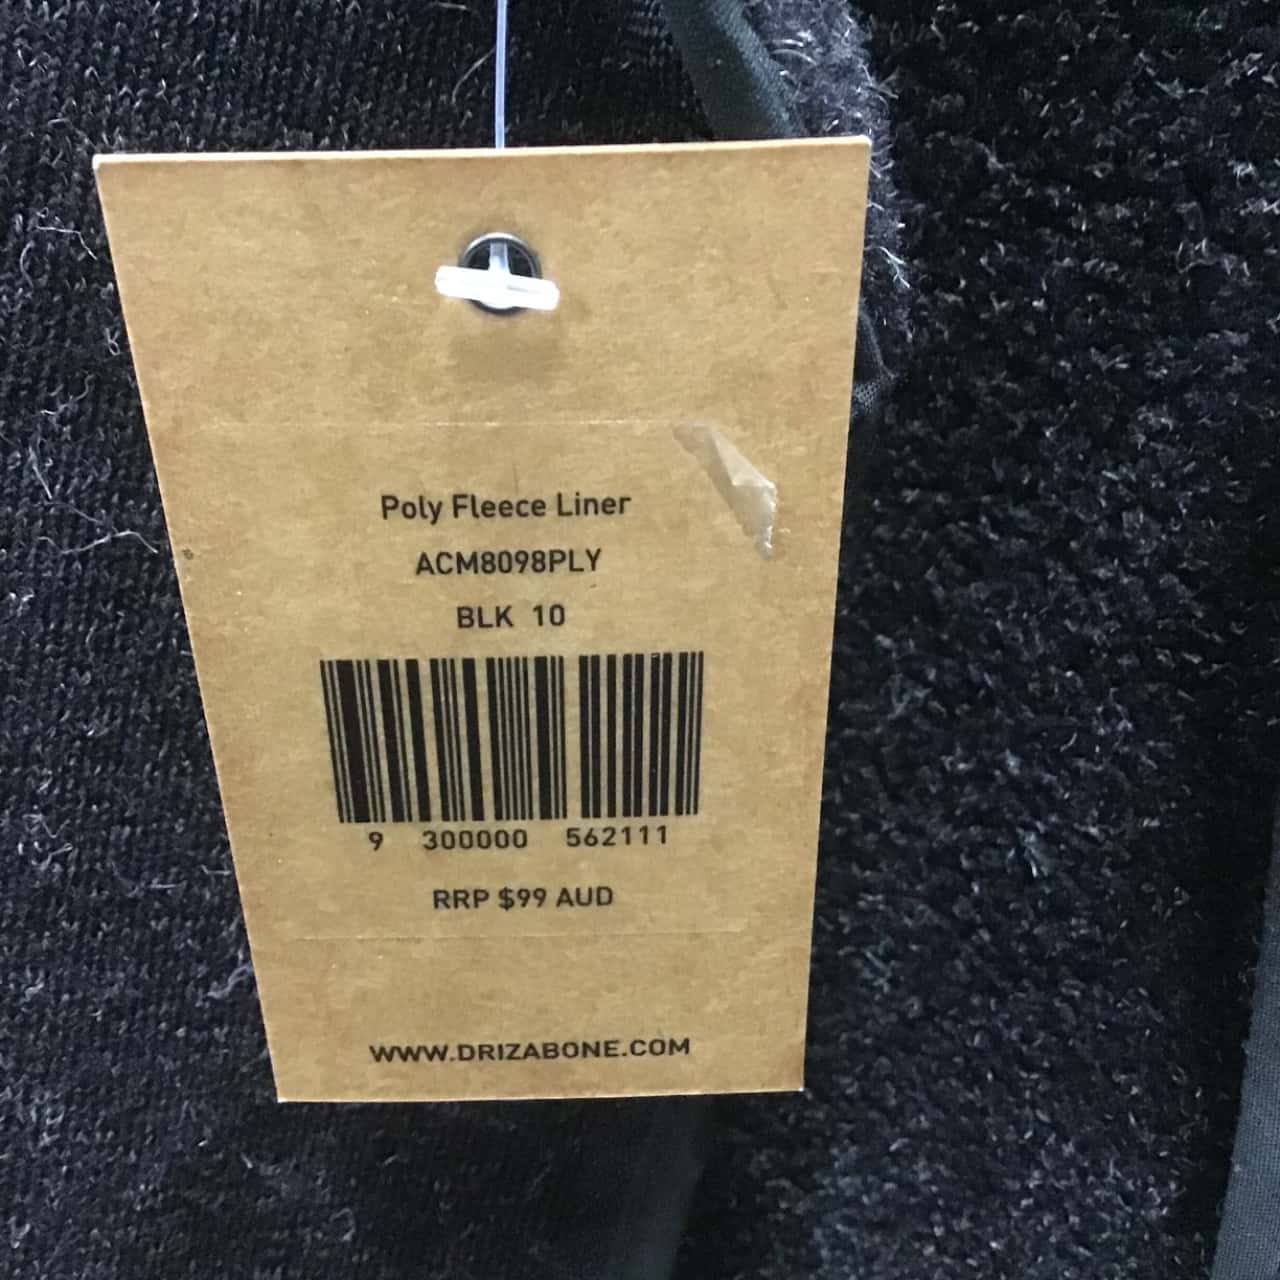 Poly Fleece Liner
ACM8098PLY
BLK 10
9 300000 562111
RRP $99 AUD
WWW.DRIZABONE.COM